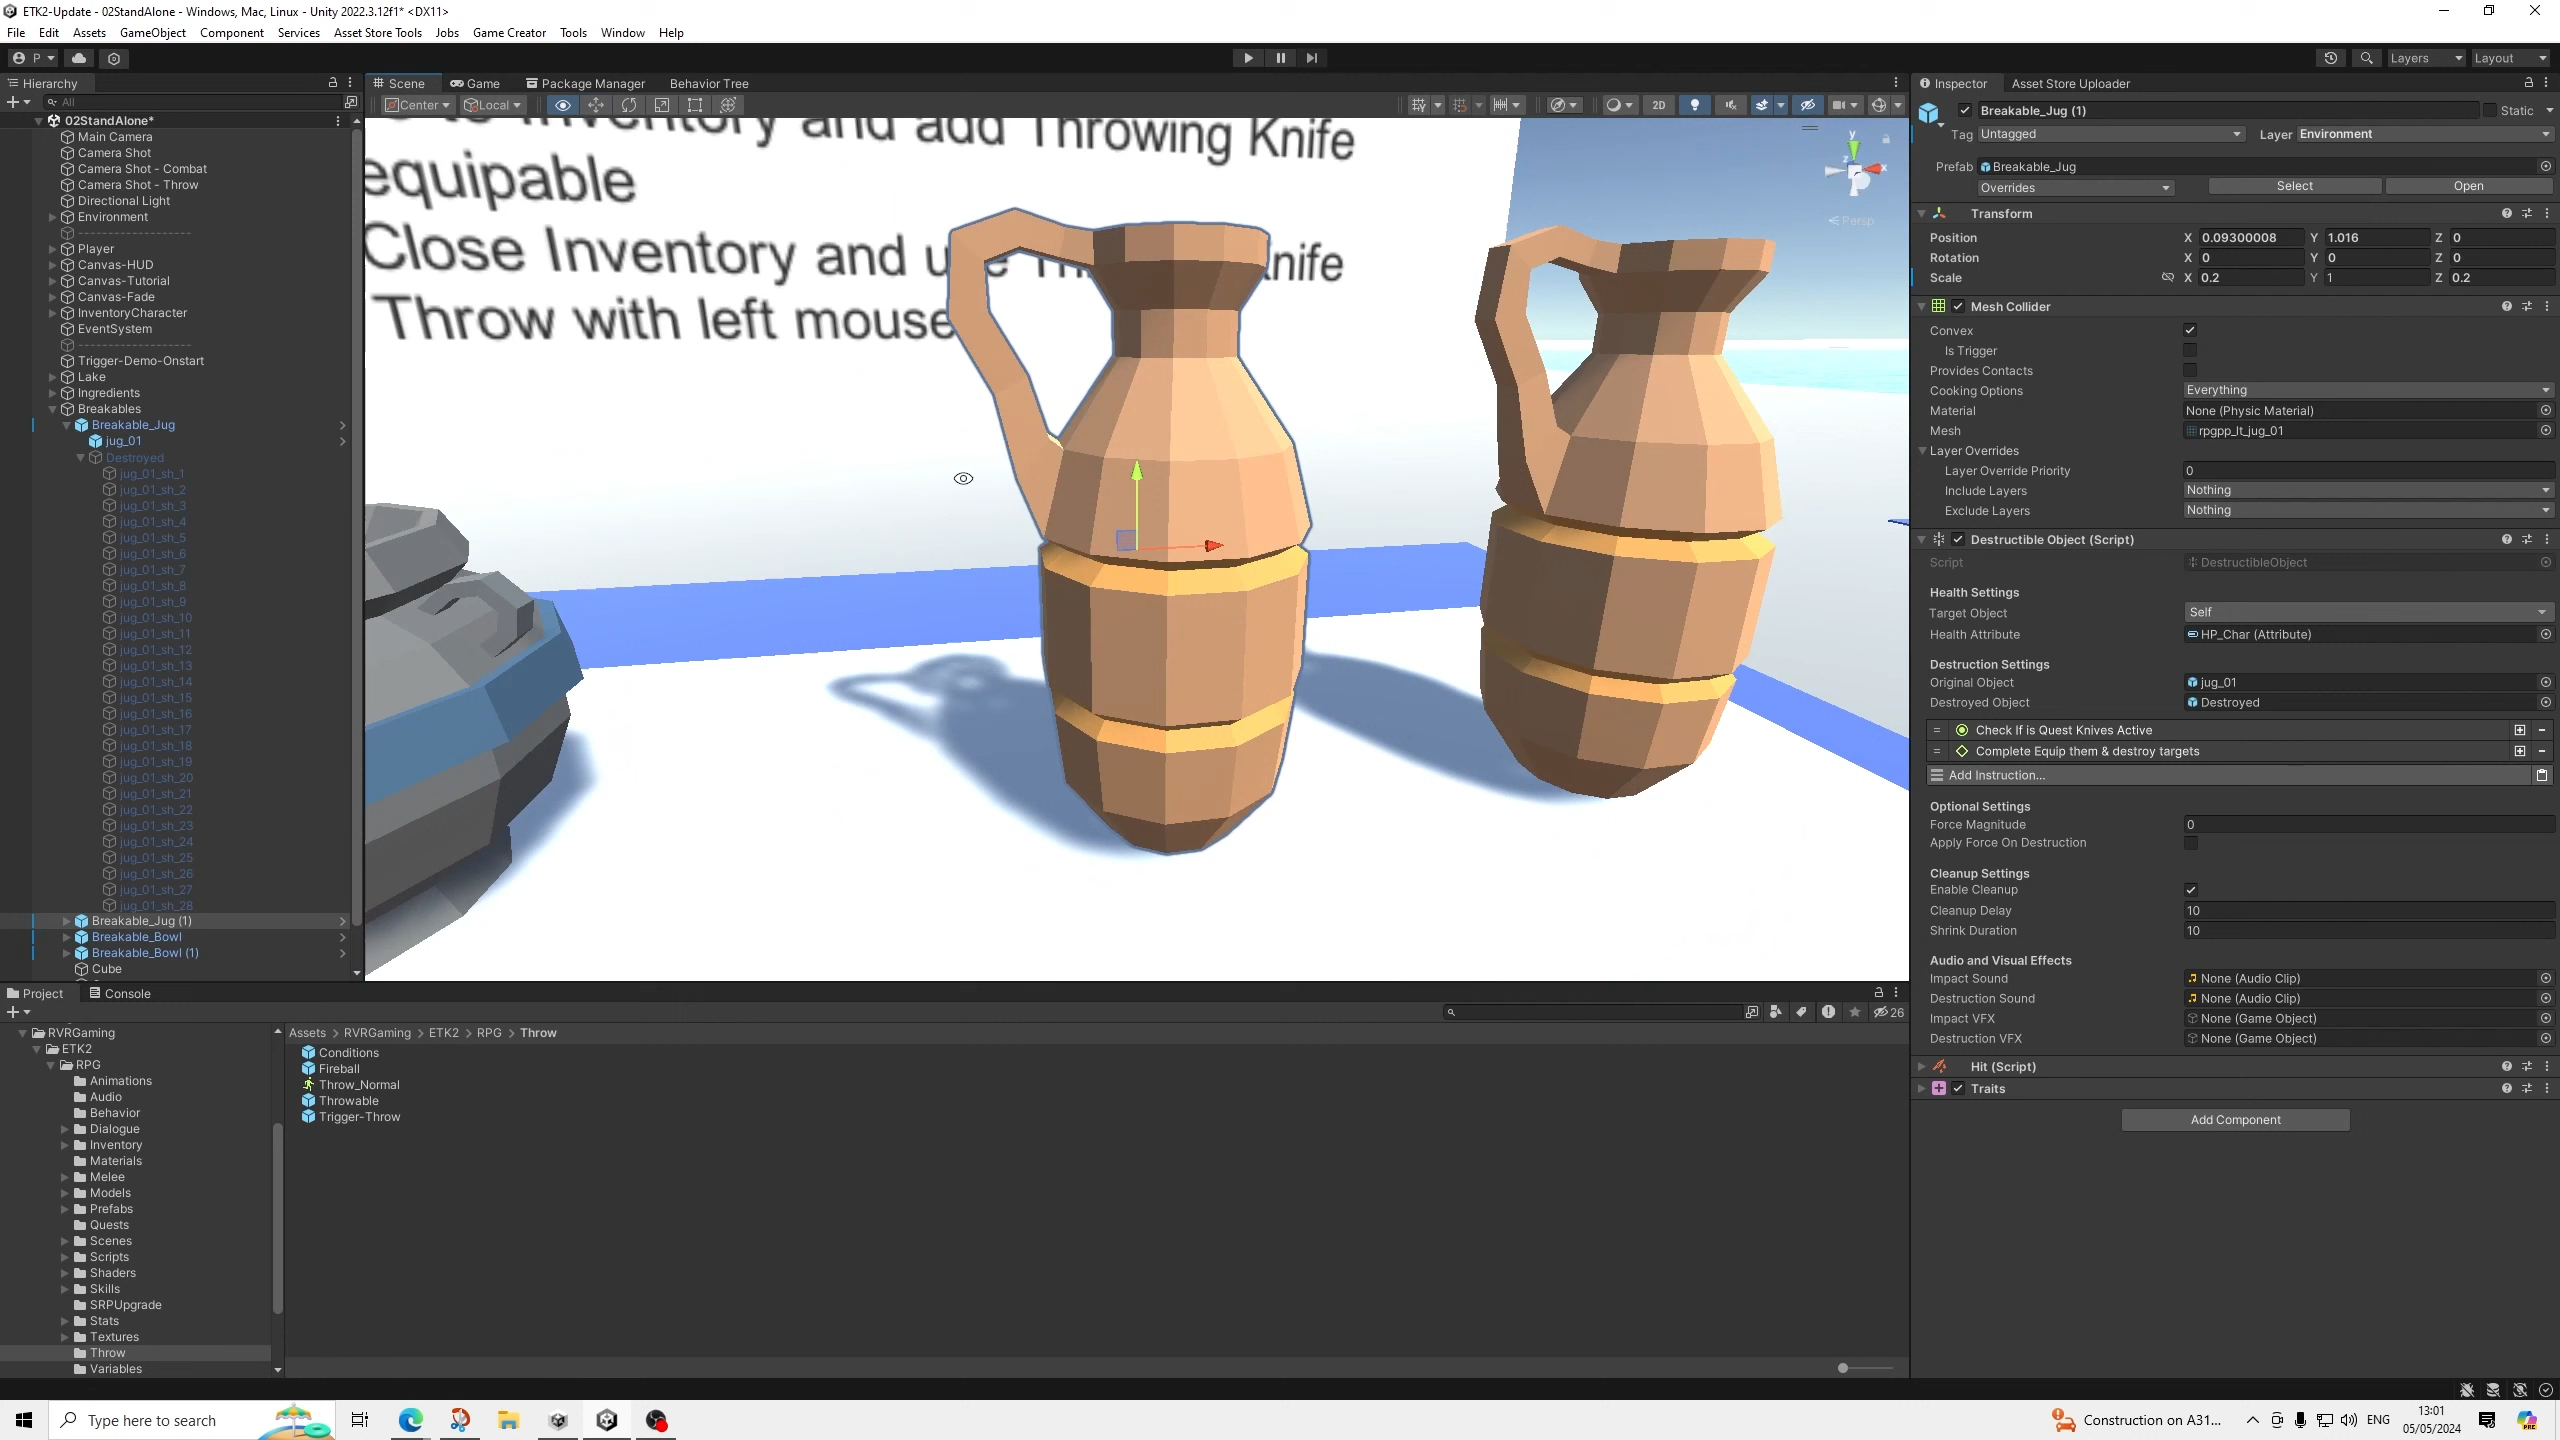 ETK2-Update - 02StandAlone - Windows, Mac, Linux - Unity 2022.3.12f1* <DX11>
File Edit Assets GameObject Component Services Asset Store Tools Jobs Game Creator Tools Window Help
P Layers Layout
Hierarchy
All
02StandAlone*
Main Camera
Camera Shot
Camera Shot - Combat
Camera Shot - Throw
Directional Light
Environment
-------------------
Player
Canvas-HUD
Canvas-Tutorial
Canvas-Fade
InventoryCharacter
EventSystem
-------------------
Trigger-Demo-Onstart
Lake
Ingredients
Breakables
Breakable_Jug
jug_01
Destroyed
jug_01_sh_1
jug_01_sh_2
jug_01_sh_3
jug_01_sh_4
jug_01_sh_5
jug_01_sh_6
jug_01_sh_7
jug_01_sh_8
jug_01_sh_9
jug_01_sh_10
jug_01_sh_11
jug_01_sh_12
jug_01_sh_13
jug_01_sh_14
jug_01_sh_15
jug_01_sh_16
jug_01_sh_17
jug_01_sh_18
jug_01_sh_19
jug_01_sh_20
jug_01_sh_21
jug_01_sh_22
jug_01_sh_23
jug_01_sh_24
jug_01_sh_25
jug_01_sh_26
jug_01_sh_27
jug_01_sh_28
Breakable_Jug (1)
Breakable_Bowl
Breakable_Bowl (1)
Cube
Scene Game Package Manager Behavior Tree
Center Local 2D
to Inventory and add Throwing Knife
equipable
Close Inventory and
Throw with left mouse
y x z
Persp
Inspector Asset Store Uploader
Breakable_Jug (1) Static
Tag Untagged Layer Environment
Prefab Breakable_Jug
Overrides Select Open
Transform
Position X 0.09300008 Y 1.016 Z 0
Rotation X 0 Y 0 Z 0
Scale X 0.2 Y 1 Z 0.2
Mesh Collider
Convex
Is Trigger
Provides Contacts
Cooking Options Everything
Material None (Physic Material)
Mesh rpgpp_lt_jug_01
Layer Overrides
Layer Override Priority 0
Include Layers Nothing
Exclude Layers Nothing
Destructible Object (Script)
Script DestructibleObject
Health Settings
Target Object Self
Health Attribute HP_Char (Attribute)
Destruction Settings
Original Object jug_01
Destroyed Object Destroyed
Check If is Quest Knives Active
Complete Equip them & destroy targets
Add Instruction...
Optional Settings
Force Magnitude 0
Apply Force On Destruction
Cleanup Settings
Enable Cleanup
Cleanup Delay 10
Shrink Duration 10
Audio and Visual Effects
Impact Sound None (Audio Clip)
Destruction Sound None (Audio Clip)
Impact VFX None (Game Object)
Destruction VFX None (Game Object)
Hit (Script)
Traits
Add Component
Project Console
26
RVRGaming
ETK2
RPG
Animations
Audio
Behavior
Dialogue
Inventory
Materials
Melee
Models
Prefabs
Quests
Scenes
Scripts
Shaders
Skills
SRPUpgrade
Stats
Textures
Throw
Variables
Assets > RVRGaming > ETK2 > RPG > Throw
Conditions
Fireball
Throw_Normal
Throwable
Trigger-Throw
Type here to search
Construction on A31... ENG 13:01
05/05/2024